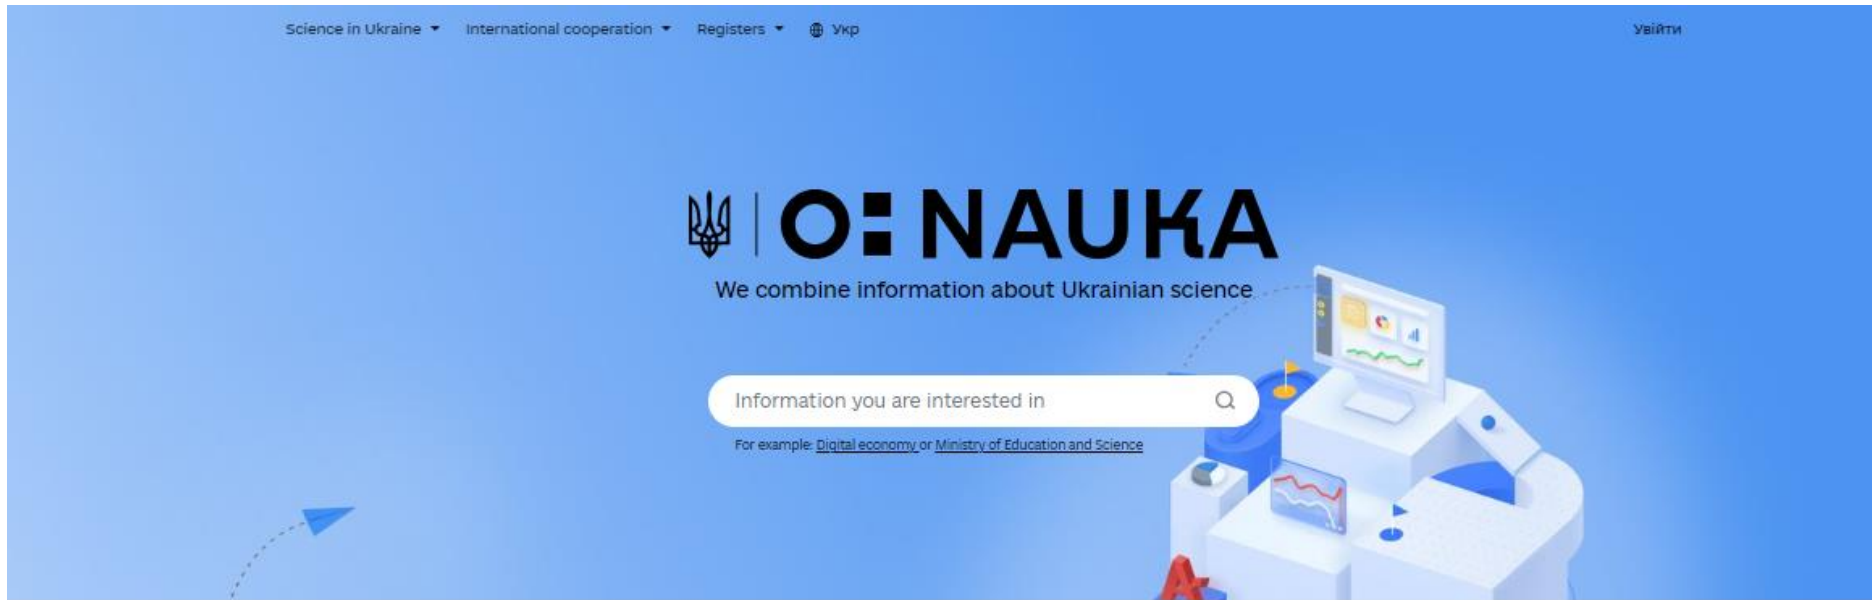 Science in Ukraine International cooperation Registers Укр Увійти
O: NAUKA
We combine information about Ukrainian science
Information you are interested in
For example: Digital economy or Ministry of Education and Science